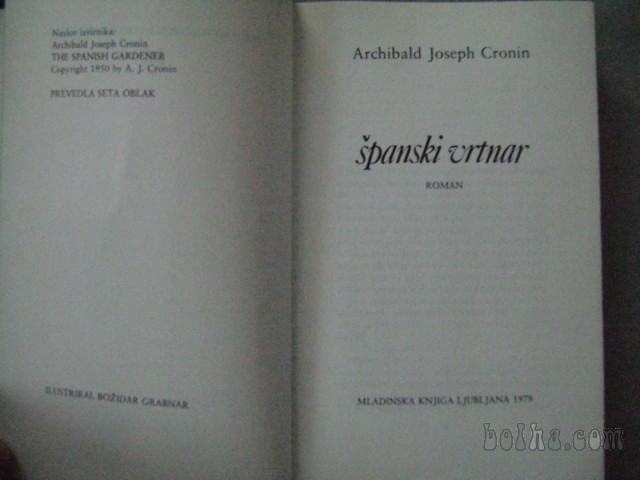 Naslov izvirnika:
Archibald Joseph Cronin
THE SPANISH GARDENER
Copyright 1950 by A. J. Cronin
PREVEDLA SETA OBLAK
ILUSTRIRAL BOŽIDAR GRABNAR
Archibald Joseph Cronin
španski vrtnar
ROMAN
MLADINSKA KNJIGA LJUBLJANA 1979
bolha.com